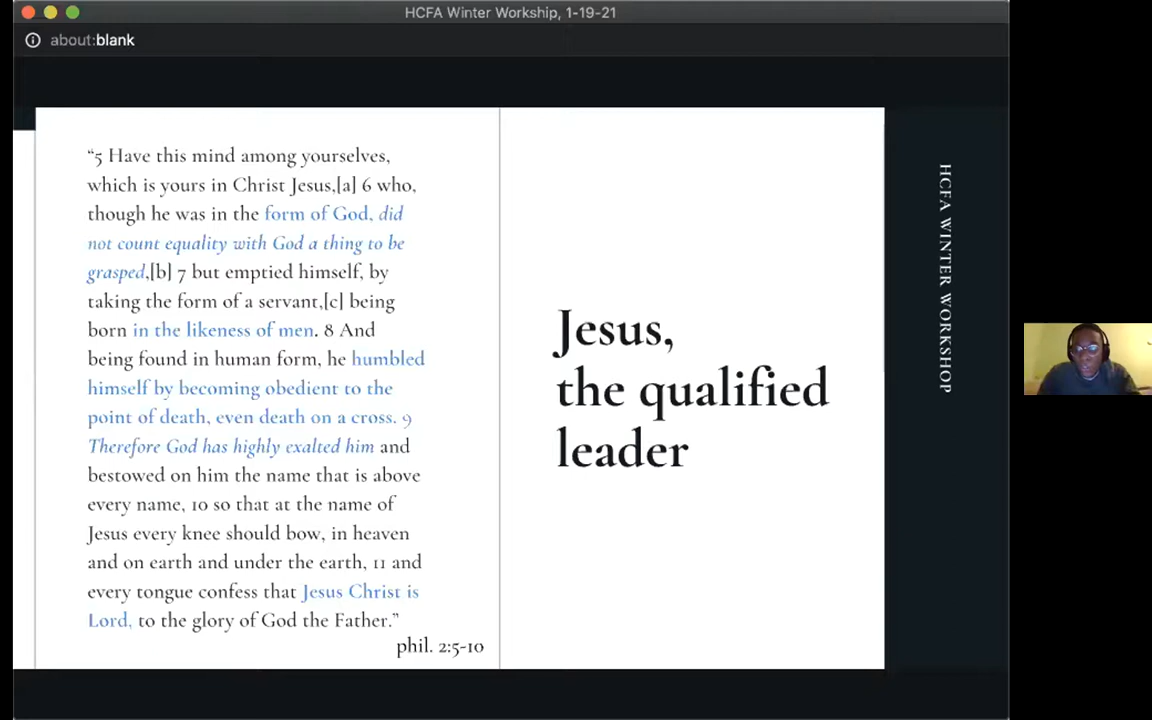 HCFA Winter Workship, 1-19-21
about:blank
“5 Have this mind among yourselves,
which is yours in Christ Jesus,[a] 6 who,
though he was in the form of God, did
not count equality with God a thing to be
grasped,[b] 7 but emptied himself, by
taking the form of a servant,[c] being
born in the likeness of men. 8 And
being found in human form, he humbled
himself by becoming obedient to the
point of death, even death on a cross. 9
Therefore God has highly exalted him and
bestowed on him the name that is above
every name, 10 so that at the name of
Jesus every knee should bow, in heaven
and on earth and under the earth, 11 and
every tongue confess that Jesus Christ is
Lord, to the glory of God the Father.”
phil. 2:5-10
Jesus,
the qualified
leader
HCFA WINTER WORKSHOP